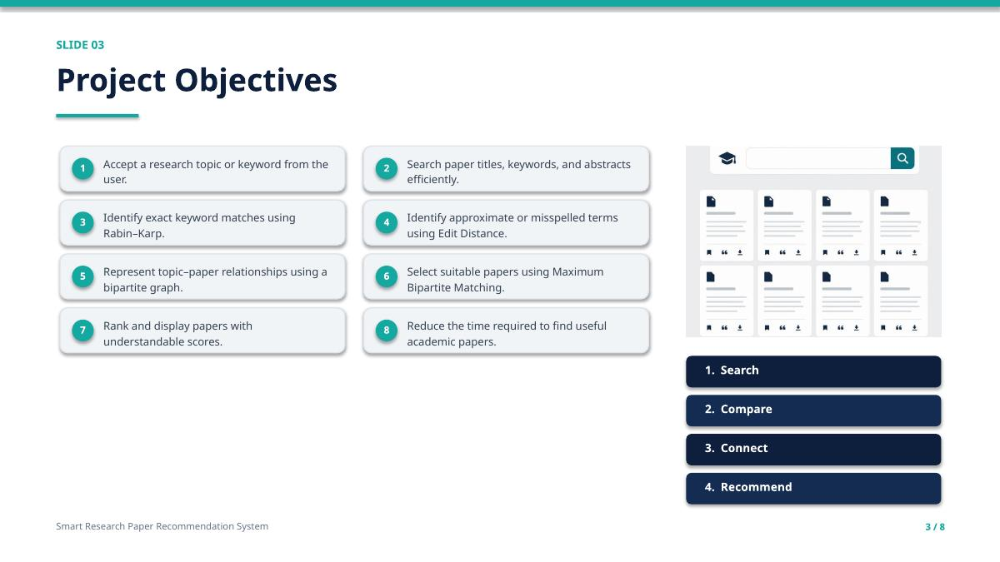 SLIDE 03
Project Objectives
1
Accept a research topic or keyword from the
user.
2
Search paper titles, keywords, and abstracts
efficiently.
3
Identify exact keyword matches using
Rabin–Karp.
4
Identify approximate or misspelled terms
using Edit Distance.
5
Represent topic–paper relationships using a
bipartite graph.
6
Select suitable papers using Maximum
Bipartite Matching.
7
Rank and display papers with
understandable scores.
8
Reduce the time required to find useful
academic papers.
1. Search
2. Compare
3. Connect
4. Recommend
Smart Research Paper Recommendation System
3 / 8